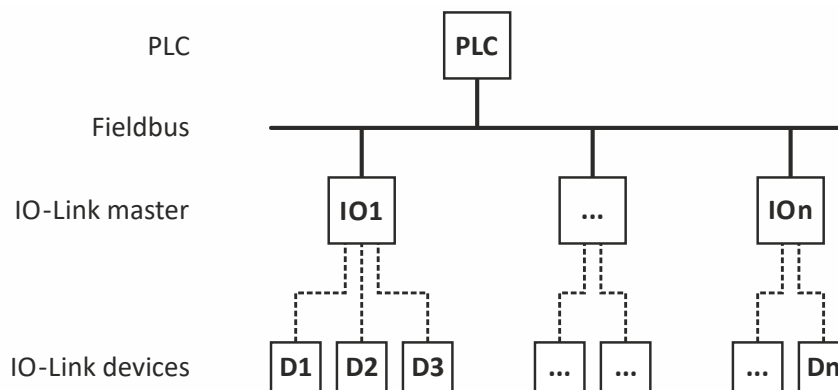 PLC PLC
Fieldbus
IO-Link master IO1 ... IOn
IO-Link devices D1 D2 D3 ... ... ... Dn